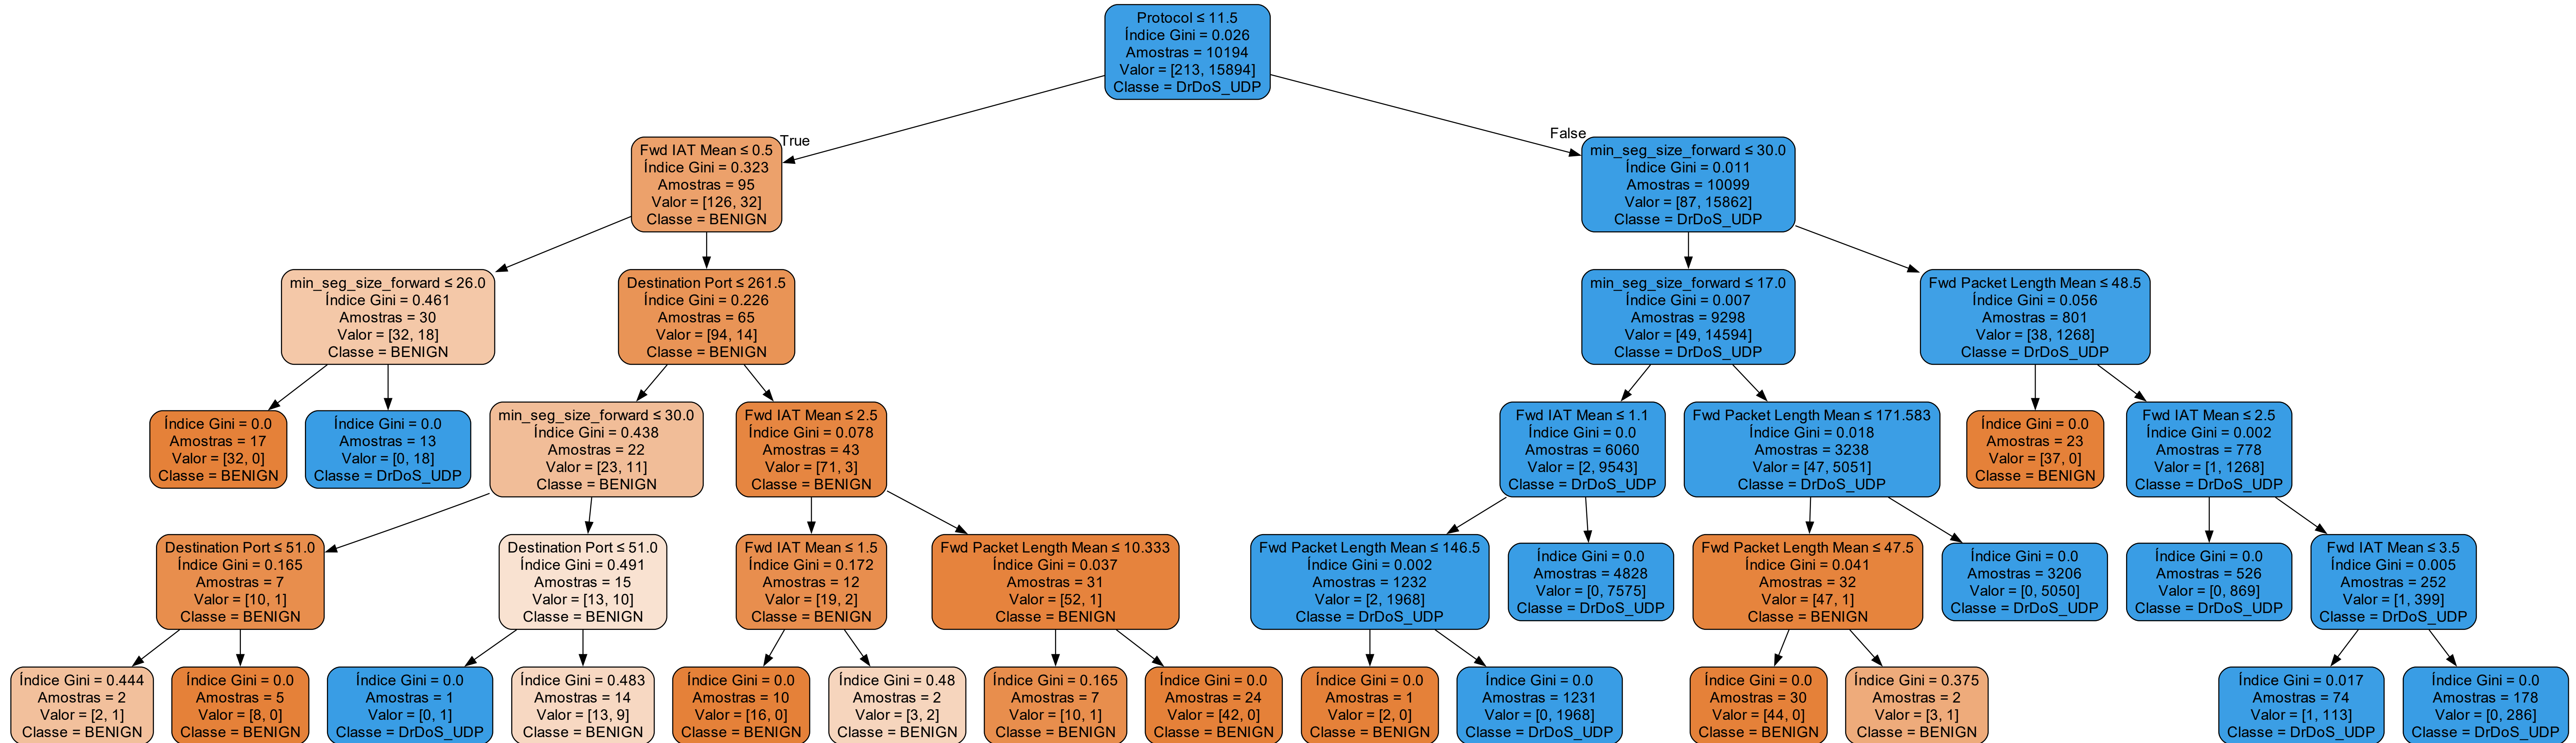 Protocol ≤ 11.5
Índice Gini = 0.026
Amostras = 10194
Valor = [213, 15894]
Classe = DrDoS_UDP
True
False
Fwd IAT Mean ≤ 0.5
Índice Gini = 0.323
Amostras = 95
Valor = [126, 32]
Classe = BENIGN
min_seg_size_forward ≤ 30.0
Índice Gini = 0.011
Amostras = 10099
Valor = [87, 15862]
Classe = DrDoS_UDP
min_seg_size_forward ≤ 26.0
Índice Gini = 0.461
Amostras = 30
Valor = [32, 18]
Classe = BENIGN
Destination Port ≤ 261.5
Índice Gini = 0.226
Amostras = 65
Valor = [94, 14]
Classe = BENIGN
min_seg_size_forward ≤ 17.0
Índice Gini = 0.007
Amostras = 9298
Valor = [49, 14594]
Classe = DrDoS_UDP
Fwd Packet Length Mean ≤ 48.5
Índice Gini = 0.056
Amostras = 801
Valor = [38, 1268]
Classe = DrDoS_UDP
Índice Gini = 0.0
Amostras = 17
Valor = [32, 0]
Classe = BENIGN
Índice Gini = 0.0
Amostras = 13
Valor = [0, 18]
Classe = DrDoS_UDP
min_seg_size_forward ≤ 30.0
Índice Gini = 0.438
Amostras = 22
Valor = [23, 11]
Classe = BENIGN
Fwd IAT Mean ≤ 2.5
Índice Gini = 0.078
Amostras = 43
Valor = [71, 3]
Classe = BENIGN
Fwd IAT Mean ≤ 1.1
Índice Gini = 0.0
Amostras = 6060
Valor = [2, 9543]
Classe = DrDoS_UDP
Fwd Packet Length Mean ≤ 171.583
Índice Gini = 0.018
Amostras = 3238
Valor = [47, 5051]
Classe = DrDoS_UDP
Índice Gini = 0.0
Amostras = 23
Valor = [37, 0]
Classe = BENIGN
Fwd IAT Mean ≤ 2.5
Índice Gini = 0.002
Amostras = 778
Valor = [1, 1268]
Classe = DrDoS_UDP
Destination Port ≤ 51.0
Índice Gini = 0.165
Amostras = 7
Valor = [10, 1]
Classe = BENIGN
Destination Port ≤ 51.0
Índice Gini = 0.491
Amostras = 15
Valor = [13, 10]
Classe = BENIGN
Fwd IAT Mean ≤ 1.5
Índice Gini = 0.172
Amostras = 12
Valor = [19, 2]
Classe = BENIGN
Fwd Packet Length Mean ≤ 10.333
Índice Gini = 0.037
Amostras = 31
Valor = [52, 1]
Classe = BENIGN
Fwd Packet Length Mean ≤ 146.5
Índice Gini = 0.002
Amostras = 1232
Valor = [2, 1968]
Classe = DrDoS_UDP
Índice Gini = 0.0
Amostras = 4828
Valor = [0, 7575]
Classe = DrDoS_UDP
Fwd Packet Length Mean ≤ 47.5
Índice Gini = 0.041
Amostras = 32
Valor = [47, 1]
Classe = BENIGN
Índice Gini = 0.0
Amostras = 3206
Valor = [0, 5050]
Classe = DrDoS_UDP
Índice Gini = 0.0
Amostras = 526
Valor = [0, 869]
Classe = DrDoS_UDP
Fwd IAT Mean ≤ 3.5
Índice Gini = 0.005
Amostras = 252
Valor = [1, 399]
Classe = DrDoS_UDP
Índice Gini = 0.444
Amostras = 2
Valor = [2, 1]
Classe = BENIGN
Índice Gini = 0.0
Amostras = 5
Valor = [8, 0]
Classe = BENIGN
Índice Gini = 0.0
Amostras = 1
Valor = [0, 1]
Classe = DrDoS_UDP
Índice Gini = 0.483
Amostras = 14
Valor = [13, 9]
Classe = BENIGN
Índice Gini = 0.0
Amostras = 10
Valor = [16, 0]
Classe = BENIGN
Índice Gini = 0.48
Amostras = 2
Valor = [3, 2]
Classe = BENIGN
Índice Gini = 0.165
Amostras = 7
Valor = [10, 1]
Classe = BENIGN
Índice Gini = 0.0
Amostras = 24
Valor = [42, 0]
Classe = BENIGN
Índice Gini = 0.0
Amostras = 1
Valor = [2, 0]
Classe = BENIGN
Índice Gini = 0.0
Amostras = 1231
Valor = [0, 1968]
Classe = DrDoS_UDP
Índice Gini = 0.0
Amostras = 30
Valor = [44, 0]
Classe = BENIGN
Índice Gini = 0.375
Amostras = 2
Valor = [3, 1]
Classe = BENIGN
Índice Gini = 0.017
Amostras = 74
Valor = [1, 113]
Classe = DrDoS_UDP
Índice Gini = 0.0
Amostras = 178
Valor = [0, 286]
Classe = DrDoS_UDP